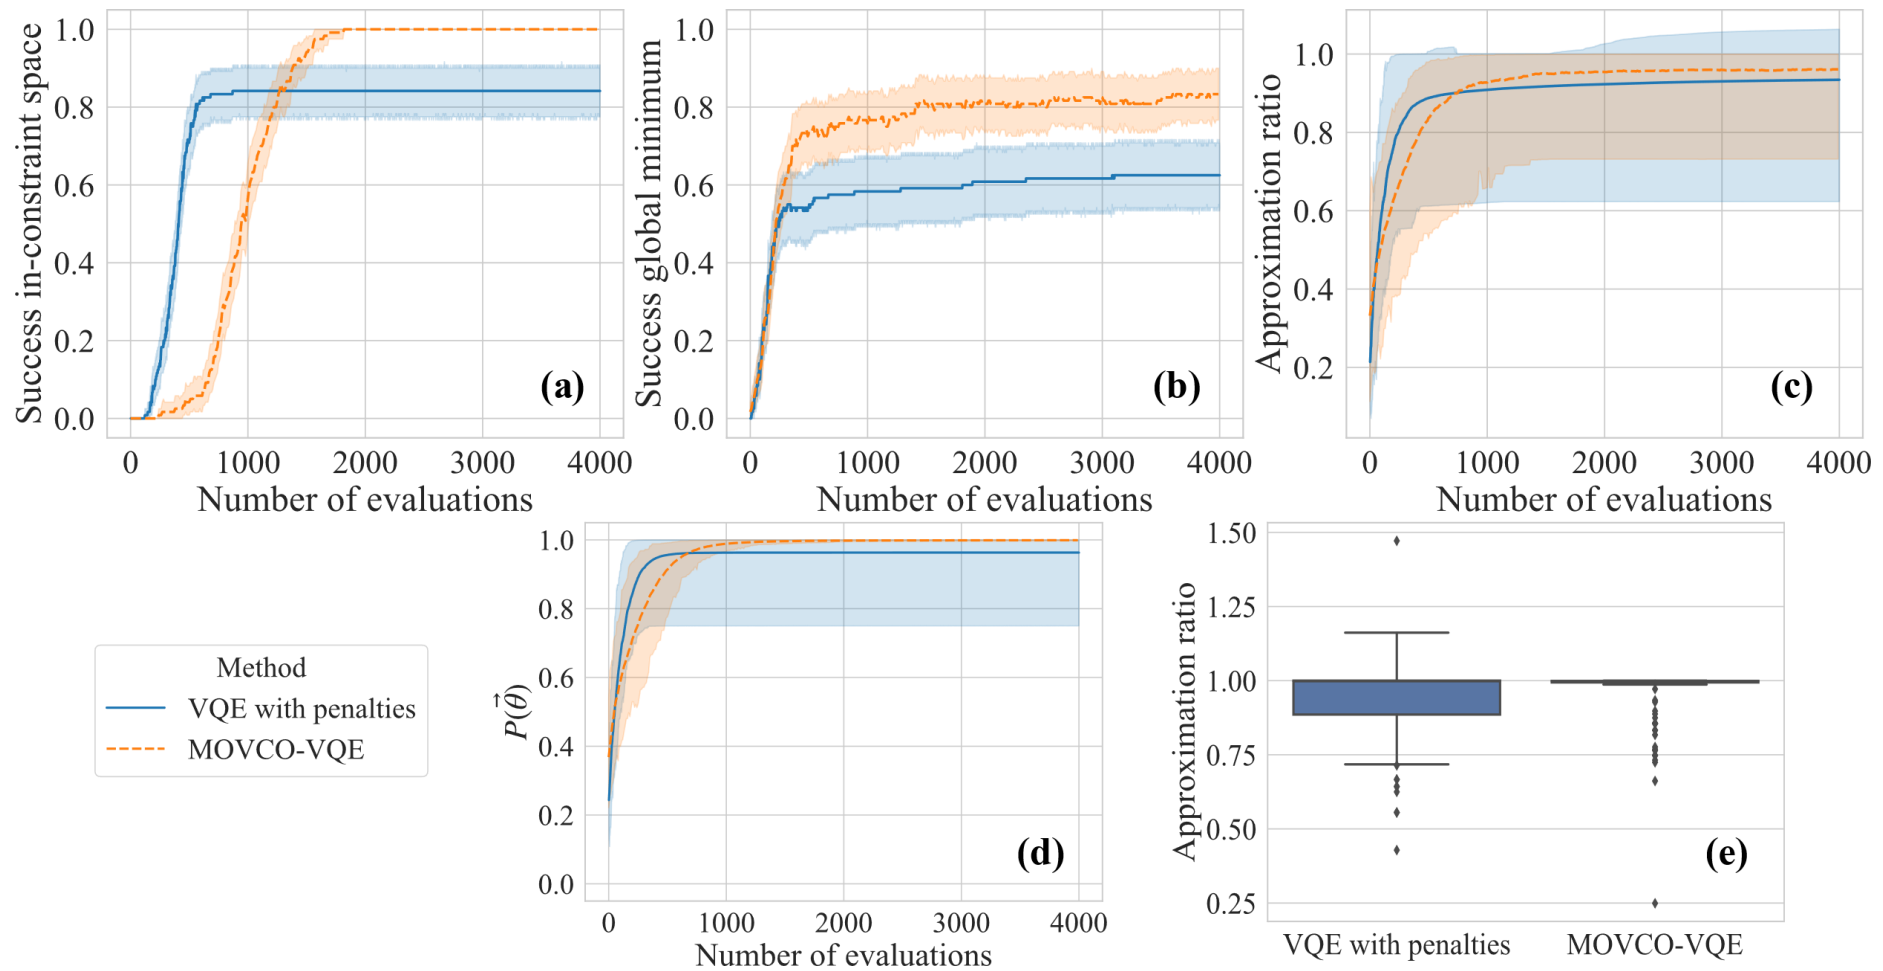 Success in-constraint space
1.0
0.8
0.6
0.4
0.2
0.0
(a)
0
1000
2000
3000
4000
Number of evaluations
Success global minimum
1.0
0.8
0.6
0.4
0.2
0.0
(b)
0
1000
2000
3000
4000
Number of evaluations
Approximation ratio
1.0
0.8
0.6
0.4
0.2
(c)
0
1000
2000
3000
4000
Number of evaluations
Method
VQE with penalties
MOVCO-VQE
P(θ⃗)
1.0
0.8
0.6
0.4
0.2
0.0
(d)
0
1000
2000
3000
4000
Number of evaluations
Approximation ratio
1.50
1.25
1.00
0.75
0.50
0.25
(e)
VQE with penalties
MOVCO-VQE